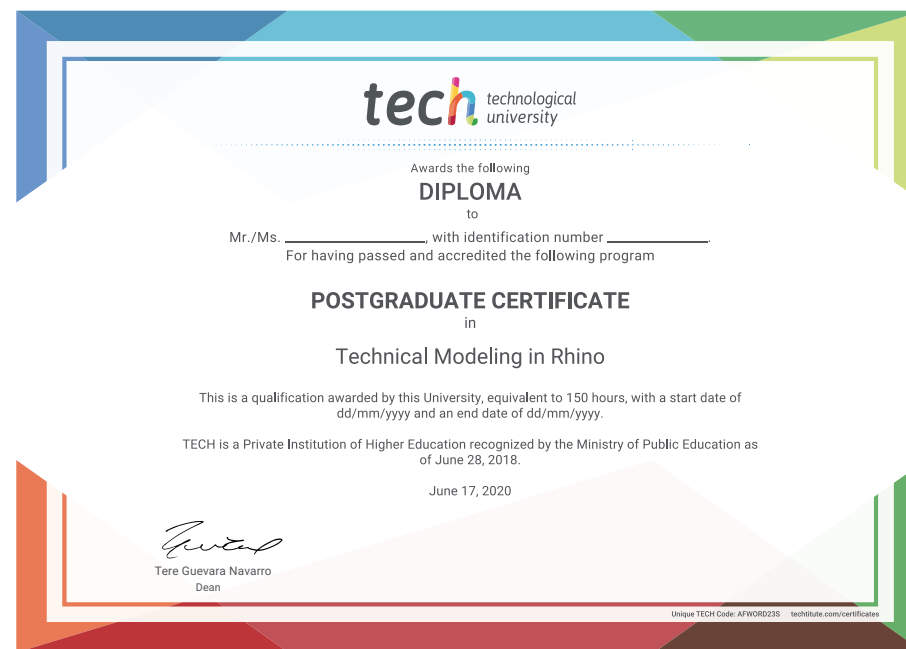 tech technological
university
Awards the following
DIPLOMA
to
Mr./Ms. ____________________, with identification number ______________.
For having passed and accredited the following program
POSTGRADUATE CERTIFICATE
in
Technical Modeling in Rhino
This is a qualification awarded by this University, equivalent to 150 hours, with a start date of
dd/mm/yyyy and an end date of dd/mm/yyyy.
TECH is a Private Institution of Higher Education recognized by the Ministry of Public Education as
of June 28, 2018.
June 17, 2020
Tere Guevara Navarro
Dean
Unique TECH Code: AFWORD23S techtitute.com/certificates